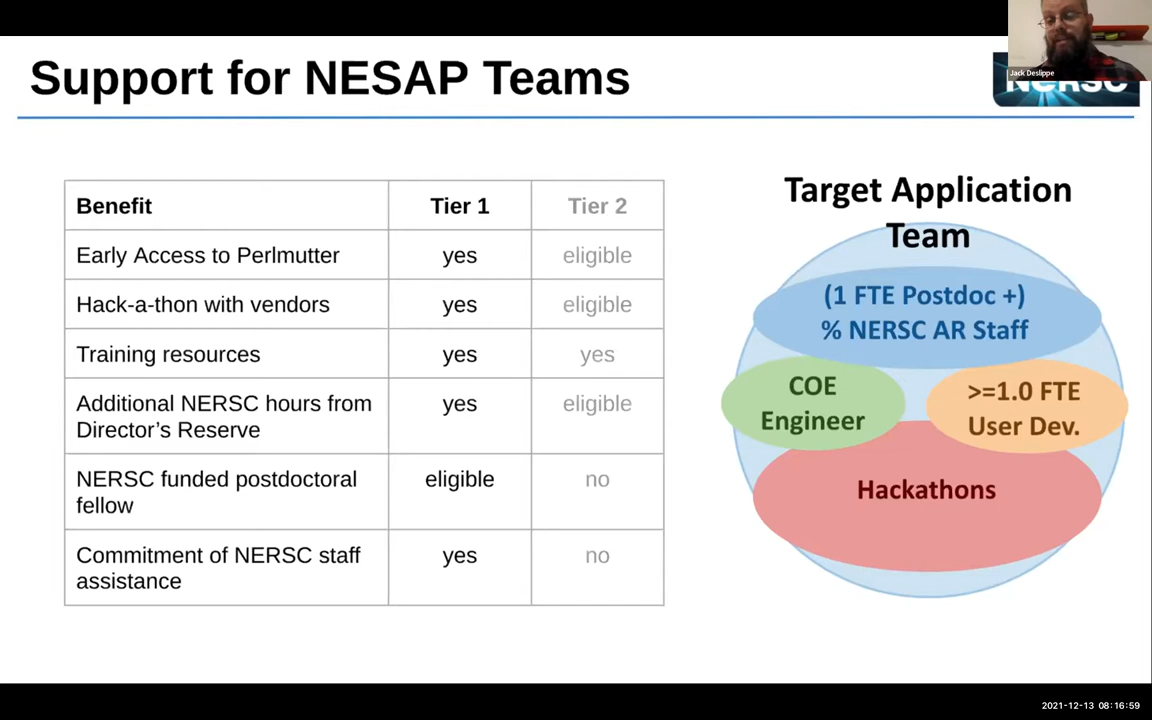 Support for NESAP Teams
Jack Deslippe
NERSC
Benefit Tier 1 Tier 2
Early Access to Perlmutter yes eligible
Hack-a-thon with vendors yes eligible
Training resources yes yes
Additional NERSC hours from
Director’s Reserve
yes eligible
NERSC funded postdoctoral
fellow
eligible no
Commitment of NERSC staff
assistance
yes no
Target Application
Team
(1 FTE Postdoc +)
% NERSC AR Staff
COE
Engineer
>=1.0 FTE
User Dev.
Hackathons
2021-12-13 08:16:59